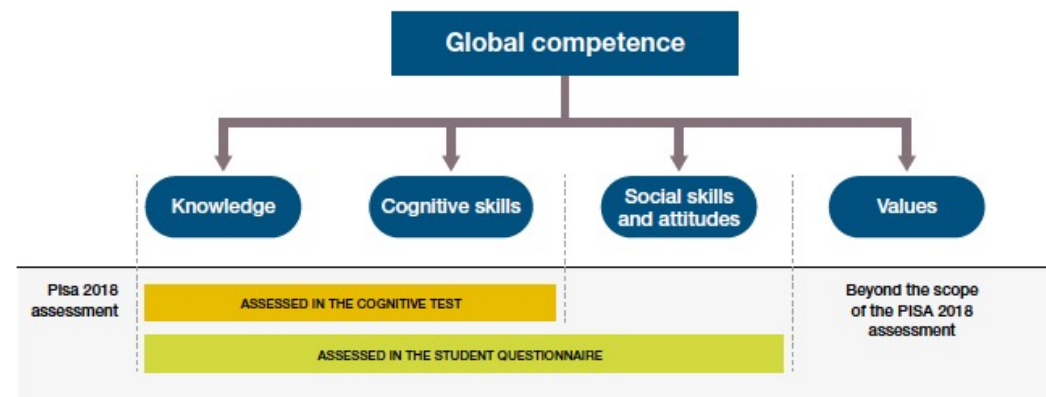 Global competence
Knowledge
Cognitive skills
Social skills
and attitudes
Values
PIsa 2018
assessment
ASSESSED IN THE COGNITIVE TEST
ASSESSED IN THE STUDENT QUESTIONNAIRE
Beyond the scope
of the PISA 2018
assessment